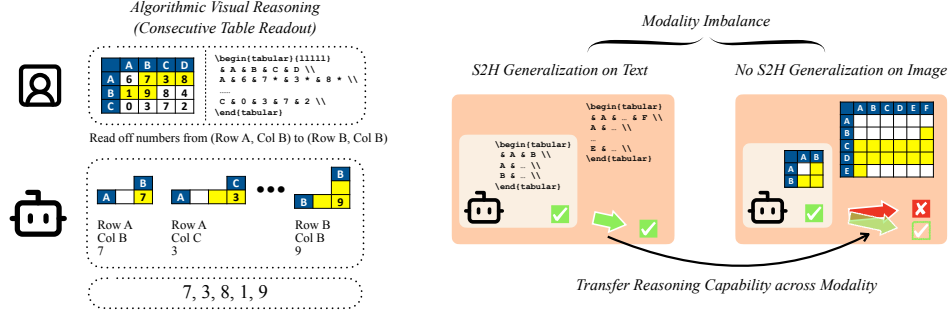 Algorithmic Visual Reasoning
(Consecutive Table Readout)
A B C D
A 6 7 3 8
B 1 9 8 4
C 0 3 7 2
\begin{tabular}{lllll}
& A & B & C & D \\
A & 6 & 7 * & 3 * & 8 * \\
.....
C & 0 & 3 & 7 & 2 \\
\end{tabular}
Read off numbers from (Row A, Col B) to (Row B, Col B)
B
A 7
C
A 3
•••
B
B 9
Row A
Col B
7
Row A
Col C
3
Row B
Col B
9
7, 3, 8, 1, 9
Modality Imbalance
S2H Generalization on Text
\begin{tabular}
& A & B \\
A & … \\
B & … \\
\end{tabular}
\begin{tabular}
& A & … & F \\
A & … \\
…
E & … \\
\end{tabular}
No S2H Generalization on Image
A B
A
B
A B C D E F
A
B
C
D
E
Transfer Reasoning Capability across Modality